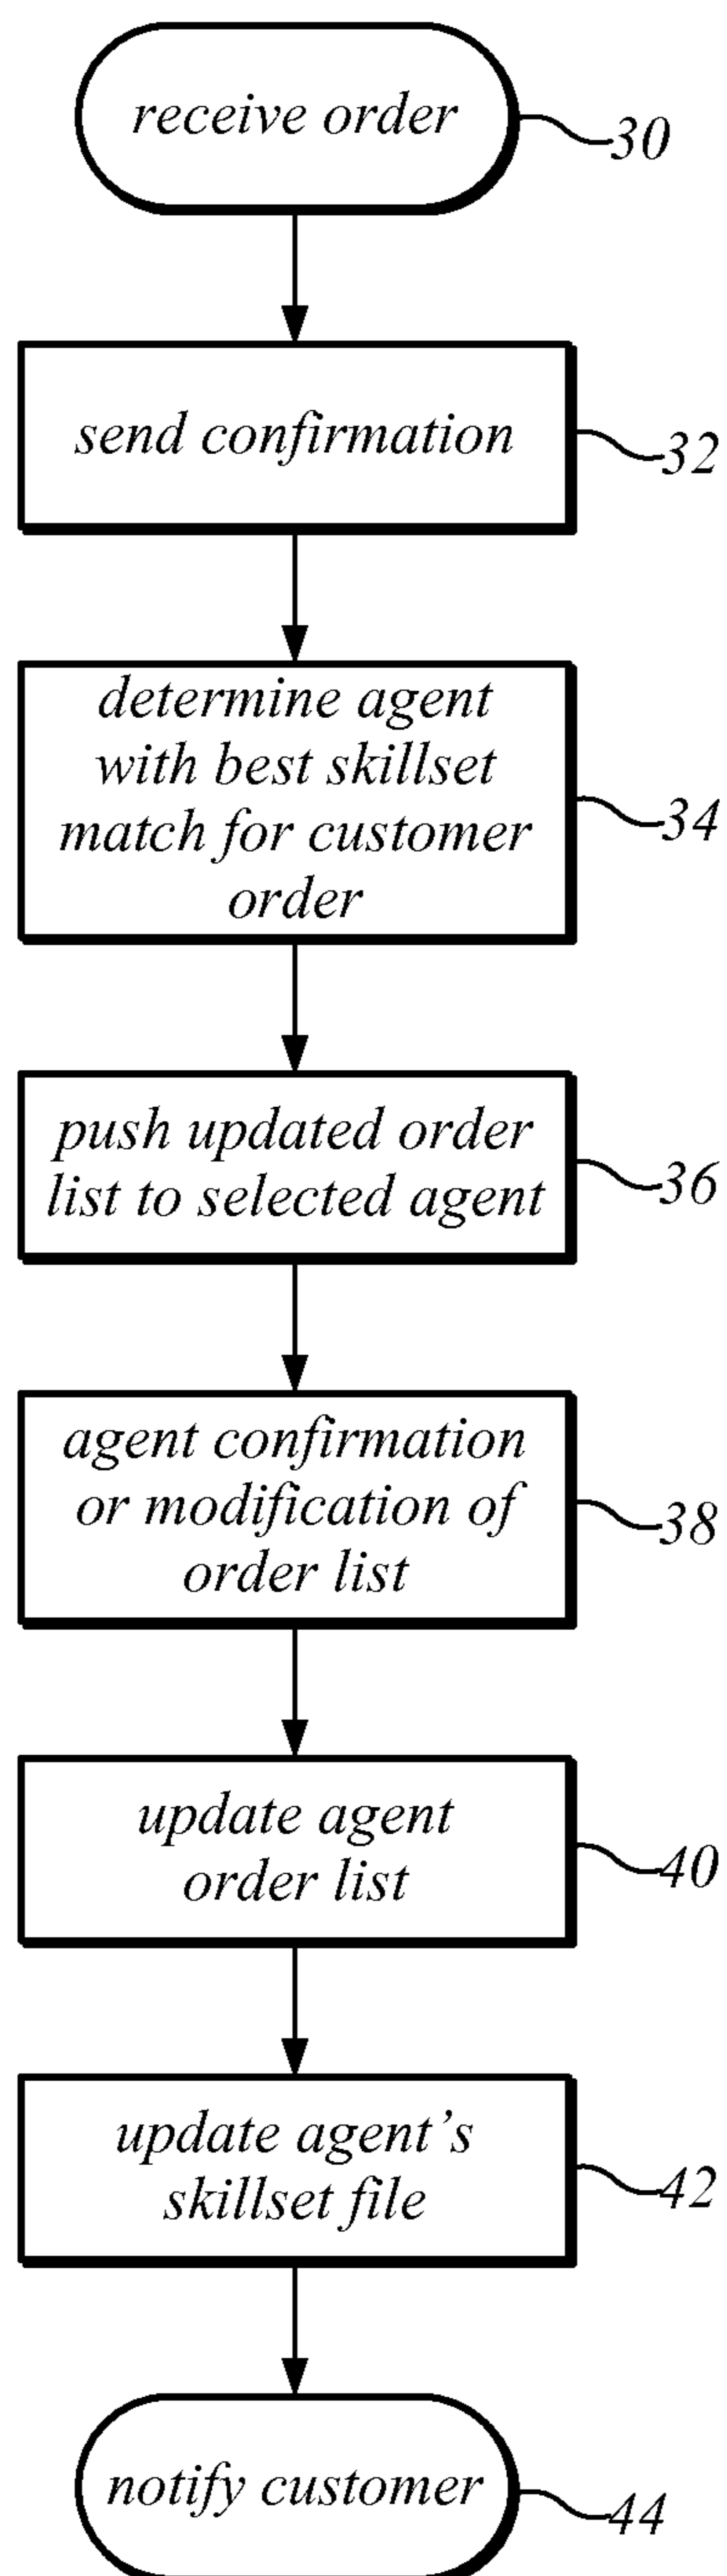 receive order
30
send confirmation
32
determine agent
with best skillset
match for customer
order
34
push updated order
list to selected agent
36
agent confirmation
or modification of
order list
38
update agent
order list
40
update agent's
skillset file
42
notify customer
44